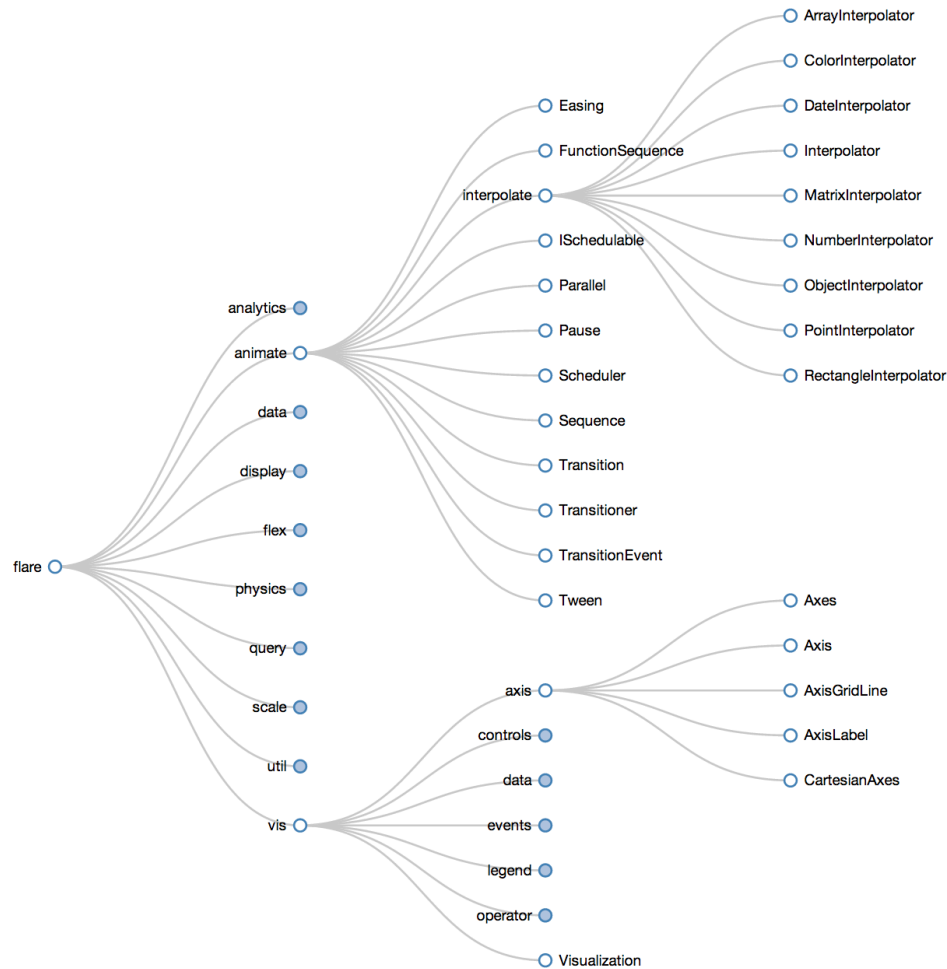 ArrayInterpolator
ColorInterpolator
Easing
DateInterpolator
FunctionSequence
Interpolator
interpolate
MatrixInterpolator
ISchedulable
NumberInterpolator
Parallel
ObjectInterpolator
analytics
Pause
PointInterpolator
animate
Scheduler
RectangleInterpolator
data
Sequence
display
Transition
Transitioner
flex
TransitionEvent
flare
physics
Tween
Axes
query
Axis
axis
AxisGridLine
scale
controls
AxisLabel
util
data
CartesianAxes
vis
events
legend
operator
Visualization